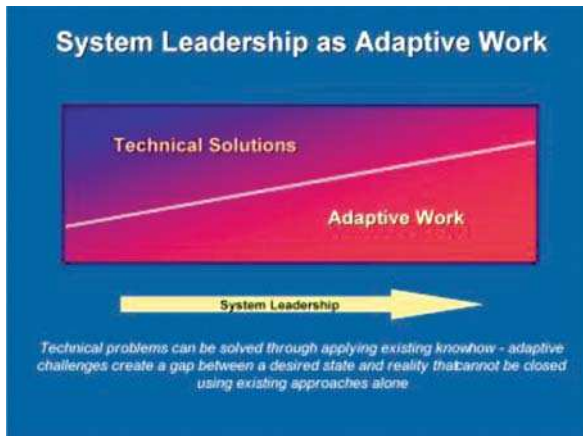 System Leadership as Adaptive Work
Technical Solutions
Adaptive Work
System Leadership
Technical problems can be solved through applying existing knowhow - adaptive
challenges create a gap between a desired state and reality thatcannot be closed
using existing approaches alone